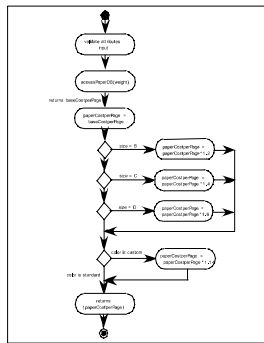 validate attributes
input
accessPaperDB(weight)
returns baseCostperPage
paperCostperPage =
baseCostperPage
size = B
paperCostperPage =
paperCostperPage*1.2
size = C
paperCostperPage =
paperCostperPage*1.4
size = D
paperCostperPage =
paperCostperPage*1.6
color is custom
paperCostperPage =
paperCostperPage*1.14
color is standard
returns
(paperCostperPage)